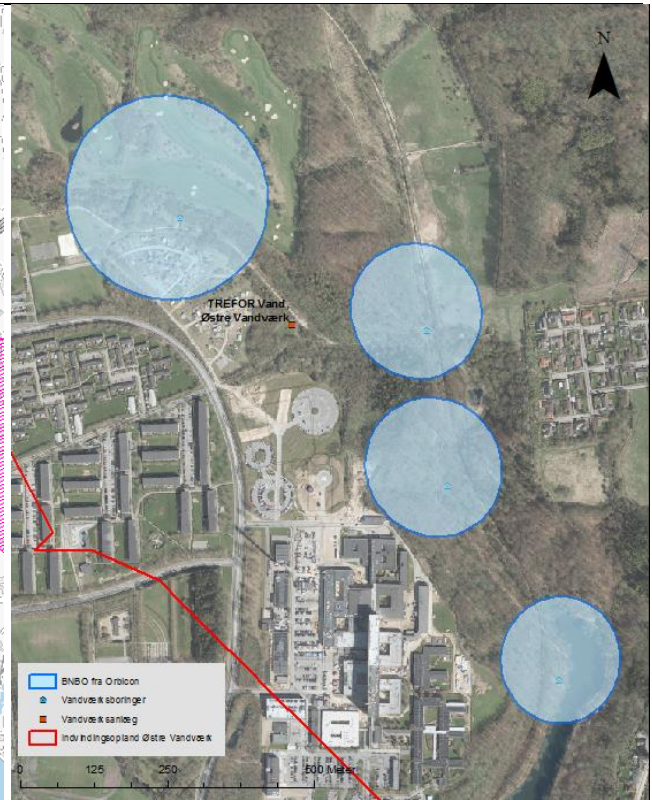 N
TREFOR Vand,
Østre Vandværk
BNBO fra Orbicon
Vandværksboringer
Vandværksanlæg
Indvindingsopland Østre Vandværk
0 125 250 500 Meter